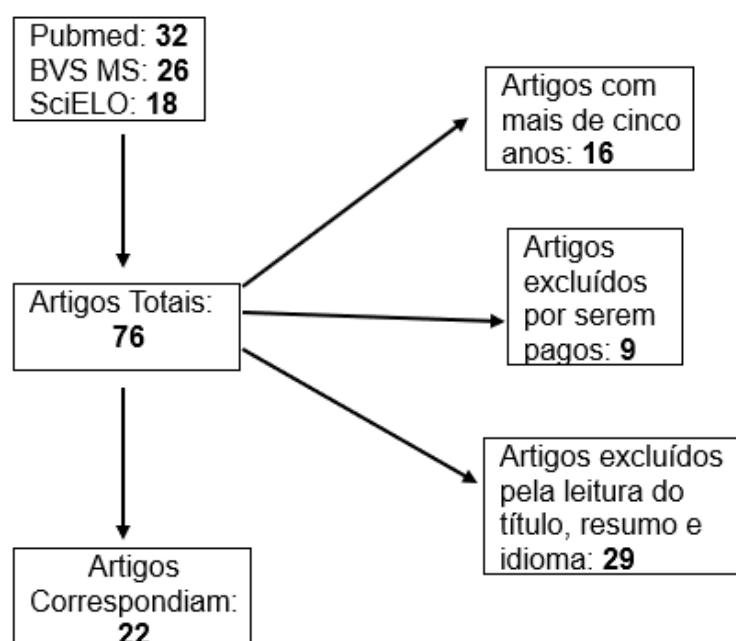 Pubmed: 32
BVS MS: 26
SciELO: 18
Artigos com
mais de cinco
anos: 16
Artigos
excluídos
por serem
pagos: 9
Artigos Totais:
76
Artigos excluídos
pela leitura do
título, resumo e
idioma: 29
Artigos
Correspondiam:
22